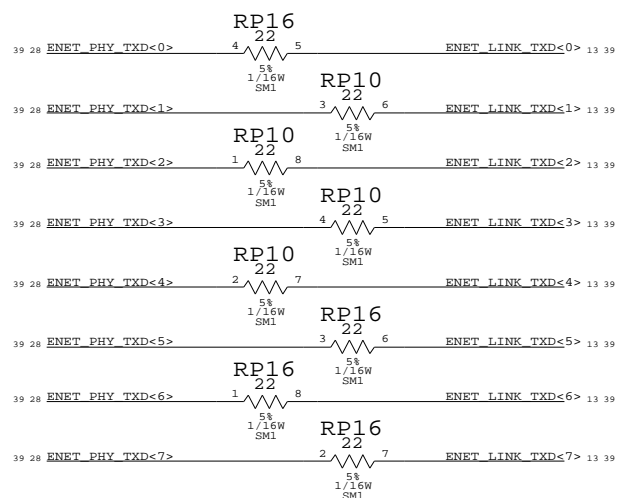 RP16
22
39 28 ENET_PHY_TXD<0> 4 5 ENET_LINK_TXD<0> 13 39
5%
1/16W
SM1
RP10
22
39 28 ENET_PHY_TXD<1> 3 6 ENET_LINK_TXD<1> 13 39
5%
1/16W
SM1
RP10
22
39 28 ENET_PHY_TXD<2> 1 8 ENET_LINK_TXD<2> 13 39
5%
1/16W
SM1
RP10
22
39 28 ENET_PHY_TXD<3> 4 5 ENET_LINK_TXD<3> 13 39
5%
1/16W
SM1
RP10
22
39 28 ENET_PHY_TXD<4> 2 7 ENET_LINK_TXD<4> 13 39
5%
1/16W
SM1
RP16
22
39 28 ENET_PHY_TXD<5> 3 6 ENET_LINK_TXD<5> 13 39
5%
1/16W
SM1
RP16
22
39 28 ENET_PHY_TXD<6> 1 8 ENET_LINK_TXD<6> 13 39
5%
1/16W
SM1
RP16
22
39 28 ENET_PHY_TXD<7> 2 7 ENET_LINK_TXD<7> 13 39
5%
1/16W
SM1